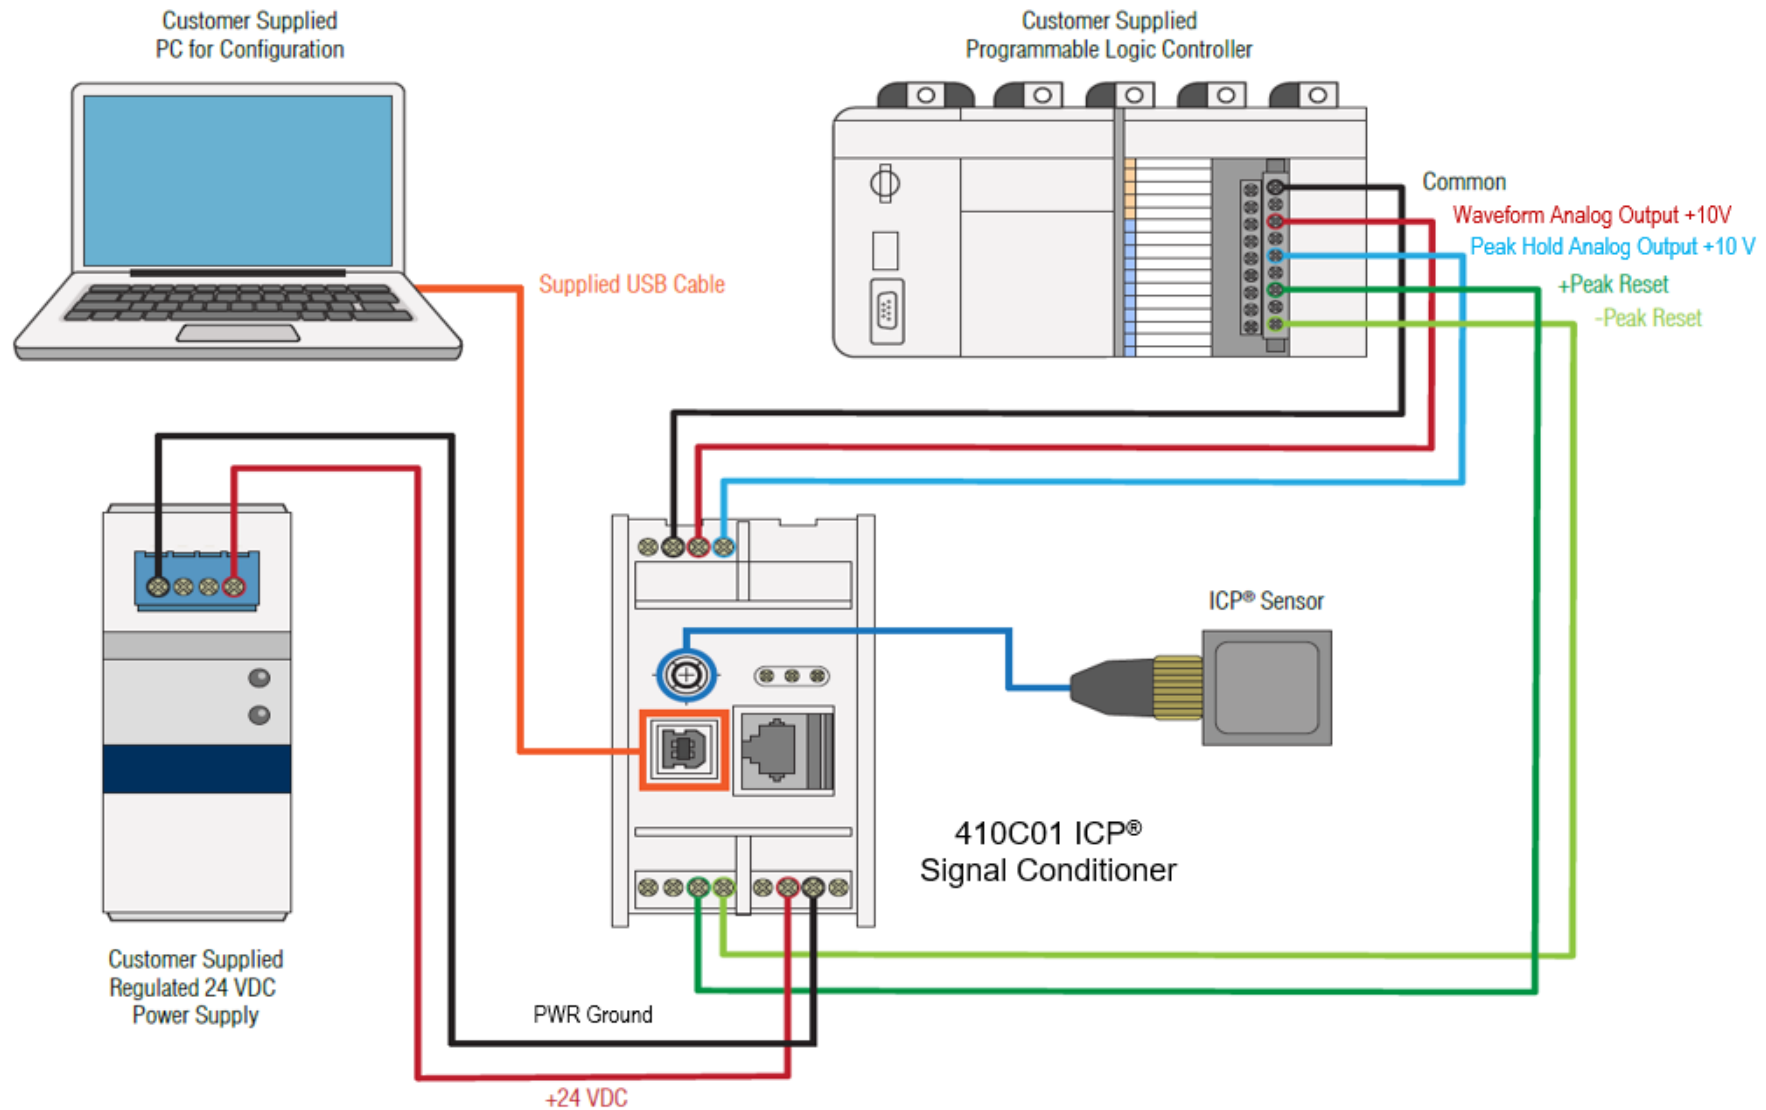 Customer Supplied
PC for Configuration
Customer Supplied
Programmable Logic Controller
Common
Waveform Analog Output +10V
Peak Hold Analog Output +10 V
+Peak Reset
-Peak Reset
Supplied USB Cable
ICP® Sensor
410C01 ICP®
Signal Conditioner
Customer Supplied
Regulated 24 VDC
Power Supply
PWR Ground
+24 VDC